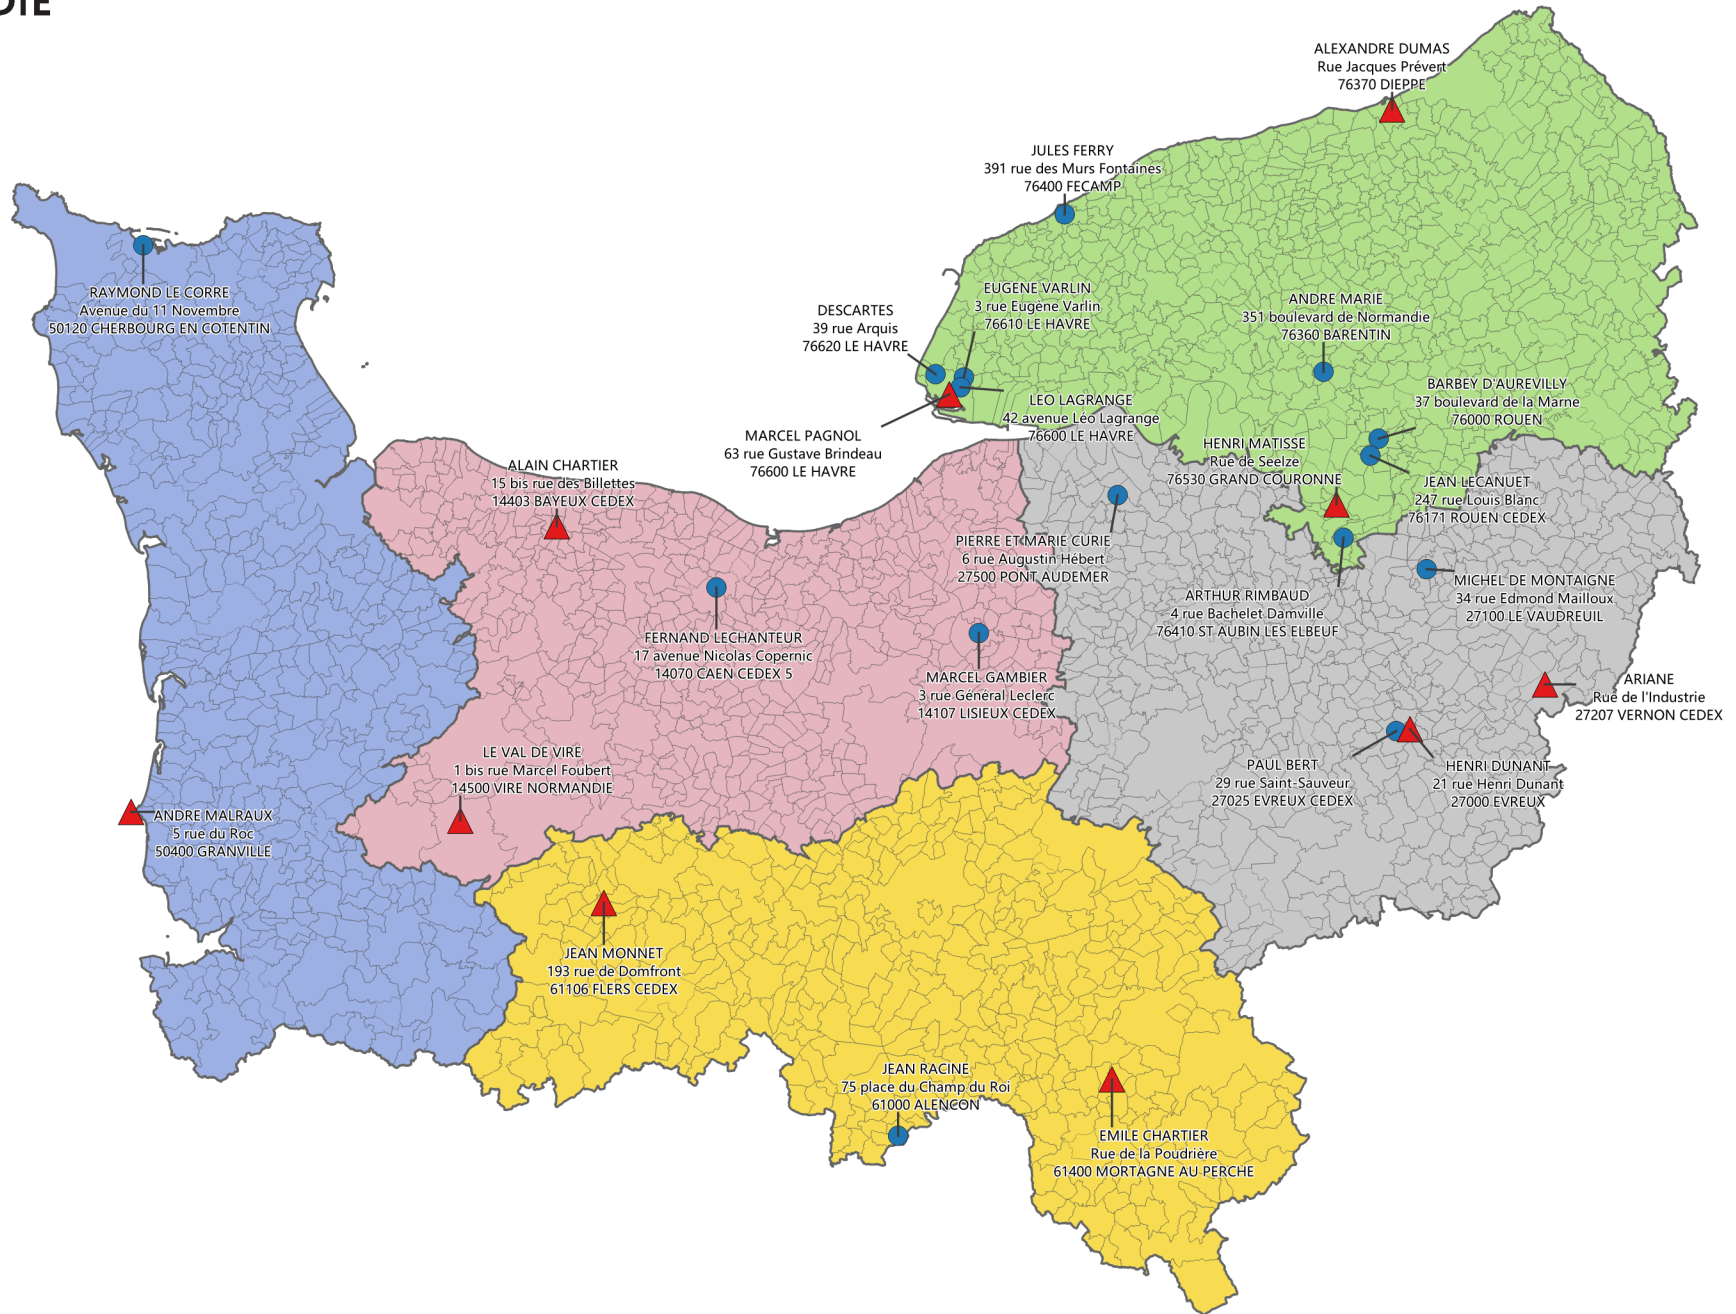 DIE
ALEXANDRE DUMAS
Rue Jacques Prévert
76370 DIEPPE
JULES FERRY
391 rue des Murs Fontaines
76400 FECAMP
RAYMOND LE CORRE
Avenue du 11 Novembre
50120 CHERBOURG EN COTENTIN
EUGENE VARLIN
3 rue Eugène Varlin
76610 LE HAVRE
DESCARTES
39 rue Arquis
76620 LE HAVRE
ANDRE MARIE
351 boulevard de Normandie
76360 BARENTIN
BARBEY D'AUREVILLY
37 boulevard de la Marne
76000 ROUEN
LEO LAGRANGE
42 avenue Léo Lagrange
76600 LE HAVRE
MARCEL PAGNOL
63 rue Gustave Brindeau
76600 LE HAVRE
HENRI MATISSE
Rue de Seelze
76530 GRAND COURONNE
ALAIN CHARTIER
15 bis rue des Billettes
14403 BAYEUX CEDEX
JEAN LECANUET
247 rue Louis Blanc
76171 ROUEN CEDEX
PIERRE ET MARIE CURIE
6 rue Augustin Hébert
27500 PONT AUDEMER
MICHEL DE MONTAIGNE
34 rue Edmond Mailloux
27100 LE VAUDREUIL
ARTHUR RIMBAUD
4 rue Bachelet Damville
76410 ST AUBIN LES ELBEUF
FERNAND LECHANTEUR
17 avenue Nicolas Copernic
14070 CAEN CEDEX 5
MARCEL GAMBIER
3 rue Général Leclerc
14107 LISIEUX CEDEX
ARIANE
Rue de l'Industrie
27207 VERNON CEDEX
LE VAL DE VIRE
1 bis rue Marcel Foubert
14500 VIRE NORMANDIE
PAUL BERT
29 rue Saint-Sauveur
27025 EVREUX CEDEX
HENRI DUNANT
21 rue Henri Dunant
27000 EVREUX
ANDRE MALRAUX
5 rue du Roc
50400 GRANVILLE
JEAN MONNET
193 rue de Domfront
61106 FLERS CEDEX
JEAN RACINE
75 place du Champ du Roi
61000 ALENCON
EMILE CHARTIER
Rue de la Poudrière
61400 MORTAGNE AU PERCHE